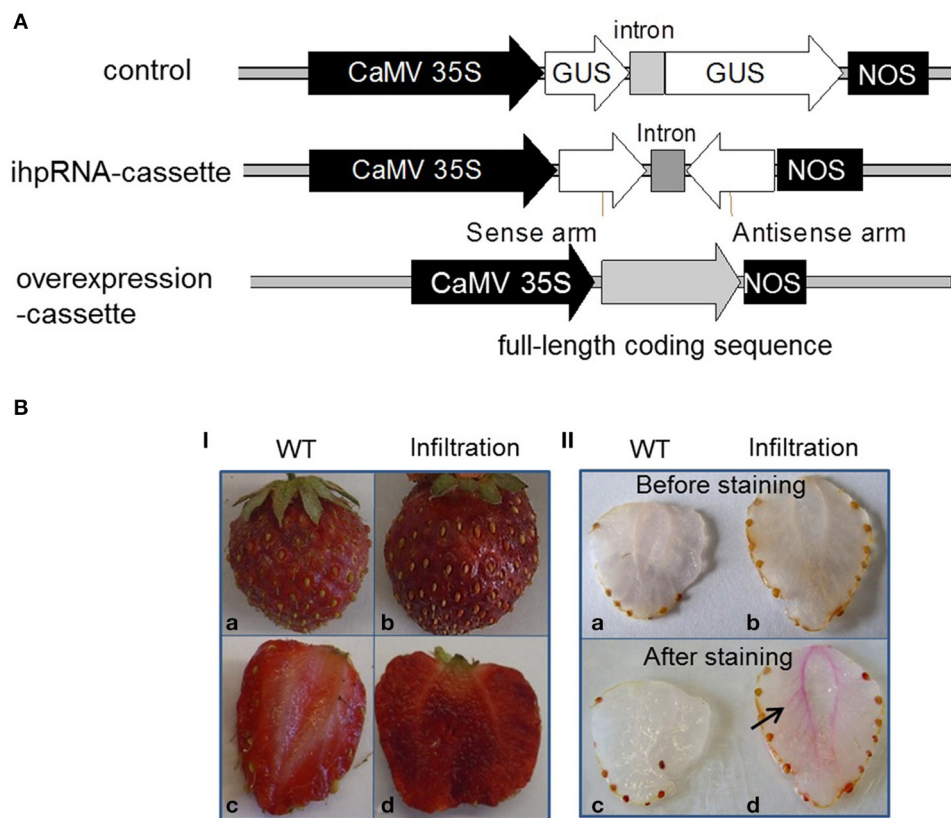 A
control
CaMV 35S
GUS
intron
GUS
NOS
ihpRNA-cassette
CaMV 35S
Intron
NOS
Sense arm
Antisense arm
overexpression
-cassette
CaMV 35S
NOS
full-length coding sequence
B
I
WT
Infiltration
II
WT
Infiltration
Before staining
a
b
a
b
After staining
c
d
c
d